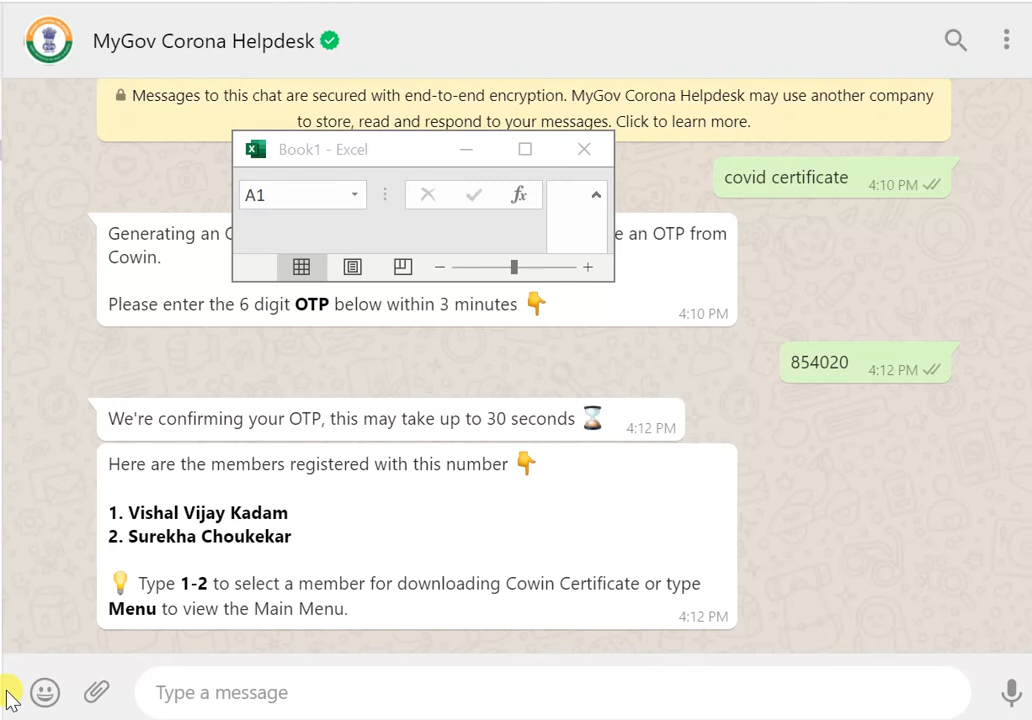 MyGov Corona Helpdesk
Messages to this chat are secured with end-to-end encryption. MyGov Corona Helpdesk may use another company
to store, read and respond to your messages. Click to learn more.
Book1 - Excel
A1
fx
covid certificate
4:10 PM
Generating an
e an OTP from
Cowin.
Please enter the 6 digit OTP below within 3 minutes 👇
4:10 PM
854020
4:12 PM
We're confirming your OTP, this may take up to 30 seconds ⌛
4:12 PM
Here are the members registered with this number 👇
1. Vishal Vijay Kadam
2. Surekha Choukekar
💡 Type 1-2 to select a member for downloading Cowin Certificate or type
Menu to view the Main Menu.
4:12 PM
Type a message